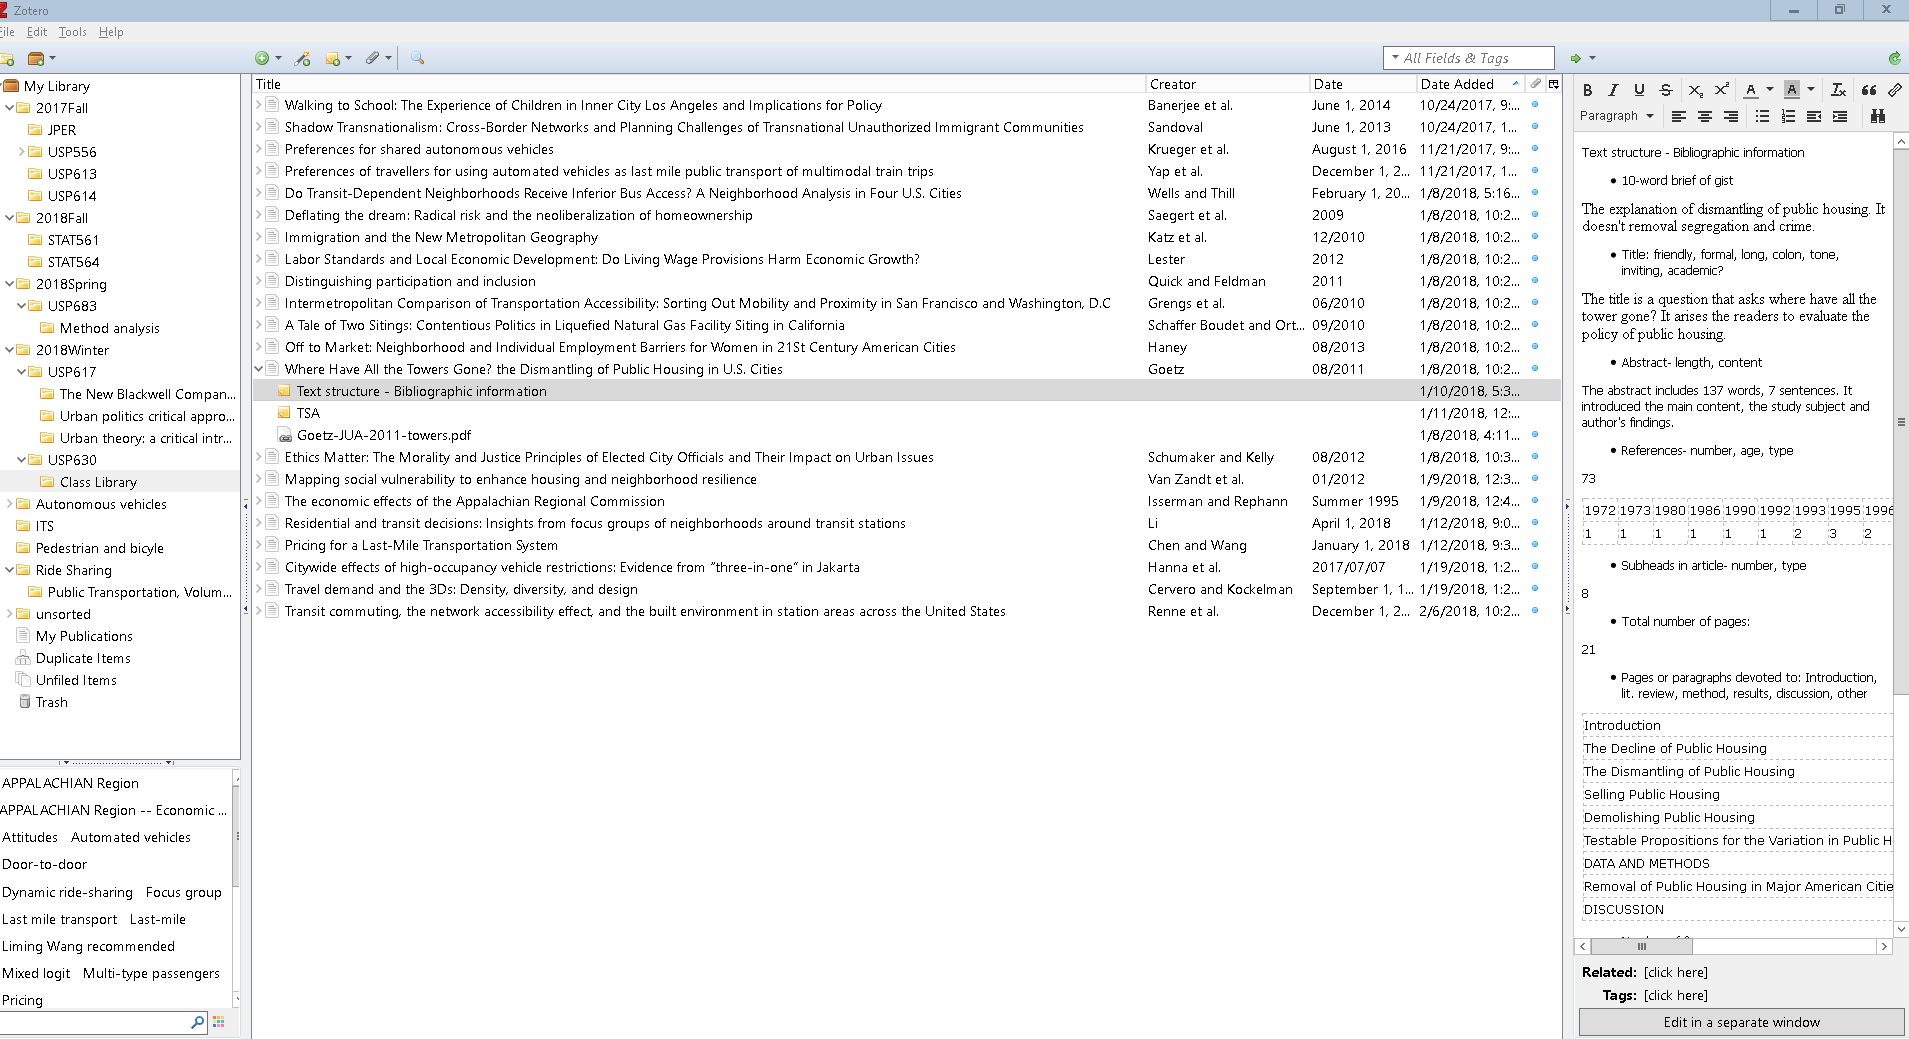 Zotero
File Edit Tools Help
All Fields & Tags
My Library
2017Fall
JPER
USP556
USP613
USP614
2018Fall
STAT561
STAT564
2018Spring
USP683
Method analysis
2018Winter
USP617
The New Blackwell Compan...
Urban politics critical appro...
Urban theory: a critical intr...
USP630
Class Library
Autonomous vehicles
ITS
Pedestrian and bicyle
Ride Sharing
Public Transportation, Volum...
unsorted
My Publications
Duplicate Items
Unfiled Items
Trash
APPALACHIAN Region
APPALACHIAN Region -- Economic ...
Attitudes Automated vehicles
Door-to-door
Dynamic ride-sharing Focus group
Last mile transport Last-mile
Liming Wang recommended
Mixed logit Multi-type passengers
Pricing
Title Creator Date Date Added
Walking to School: The Experience of Children in Inner City Los Angeles and Implications for Policy Banerjee et al. June 1, 2014 10/24/2017, 9:...
Shadow Transnationalism: Cross-Border Networks and Planning Challenges of Transnational Unauthorized Immigrant Communities Sandoval June 1, 2013 10/24/2017, 1...
Preferences for shared autonomous vehicles Krueger et al. August 1, 2016 11/21/2017, 9:...
Preferences of travellers for using automated vehicles as last mile public transport of multimodal train trips Yap et al. December 1, 2... 11/21/2017, 1...
Do Transit-Dependent Neighborhoods Receive Inferior Bus Access? A Neighborhood Analysis in Four U.S. Cities Wells and Thill February 1, 20... 1/8/2018, 5:16...
Deflating the dream: Radical risk and the neoliberalization of homeownership Saegert et al. 2009 1/8/2018, 10:2...
Immigration and the New Metropolitan Geography Katz et al. 12/2010 1/8/2018, 10:2...
Labor Standards and Local Economic Development: Do Living Wage Provisions Harm Economic Growth? Lester 2012 1/8/2018, 10:2...
Distinguishing participation and inclusion Quick and Feldman 2011 1/8/2018, 10:2...
Intermetropolitan Comparison of Transportation Accessibility: Sorting Out Mobility and Proximity in San Francisco and Washington, D.C Grengs et al. 06/2010 1/8/2018, 10:2...
A Tale of Two Sitings: Contentious Politics in Liquefied Natural Gas Facility Siting in California Schaffer Boudet and Ort... 09/2010 1/8/2018, 10:2...
Off to Market: Neighborhood and Individual Employment Barriers for Women in 21St Century American Cities Haney 08/2013 1/8/2018, 10:2...
Where Have All the Towers Gone? the Dismantling of Public Housing in U.S. Cities Goetz 08/2011 1/8/2018, 10:2...
Text structure - Bibliographic information 1/10/2018, 5:3...
TSA 1/11/2018, 12:...
Goetz-JUA-2011-towers.pdf 1/8/2018, 4:11...
Ethics Matter: The Morality and Justice Principles of Elected City Officials and Their Impact on Urban Issues Schumaker and Kelly 08/2012 1/8/2018, 10:3...
Mapping social vulnerability to enhance housing and neighborhood resilience Van Zandt et al. 01/2012 1/9/2018, 12:3...
The economic effects of the Appalachian Regional Commission Isserman and Rephann Summer 1995 1/9/2018, 12:4...
Residential and transit decisions: Insights from focus groups of neighborhoods around transit stations Li April 1, 2018 1/12/2018, 9:0...
Pricing for a Last-Mile Transportation System Chen and Wang January 1, 2018 1/12/2018, 9:3...
Citywide effects of high-occupancy vehicle restrictions: Evidence from "three-in-one" in Jakarta Hanna et al. 2017/07/07 1/19/2018, 1:2...
Travel demand and the 3Ds: Density, diversity, and design Cervero and Kockelman September 1, 1... 1/19/2018, 1:2...
Transit commuting, the network accessibility effect, and the built environment in station areas across the United States Renne et al. December 1, 2... 2/6/2018, 10:2...
Paragraph
Text structure - Bibliographic information
• 10-word brief of gist
The explanation of dismantling of public housing. It
doesn't removal segregation and crime.
• Title: friendly, formal, long, colon, tone,
inviting, academic?
The title is a question that asks where have all the
tower gone? It arises the readers to evaluate the
policy of public housing.
• Abstract- length, content
The abstract includes 137 words, 7 sentences. It
introduced the main content, the study subject and
author's findings.
• References- number, age, type
73
1972 1973 1980 1986 1990 1992 1993 1995 1996
1 1 1 1 1 1 2 3 2
• Subheads in article- number, type
8
• Total number of pages:
21
• Pages or paragraphs devoted to: Introduction,
lit. review, method, results, discussion, other
Introduction
The Decline of Public Housing
The Dismantling of Public Housing
Selling Public Housing
Demolishing Public Housing
Testable Propositions for the Variation in Public H
DATA AND METHODS
Removal of Public Housing in Major American Citie
DISCUSSION
Related: [click here]
Tags: [click here]
Edit in a separate window